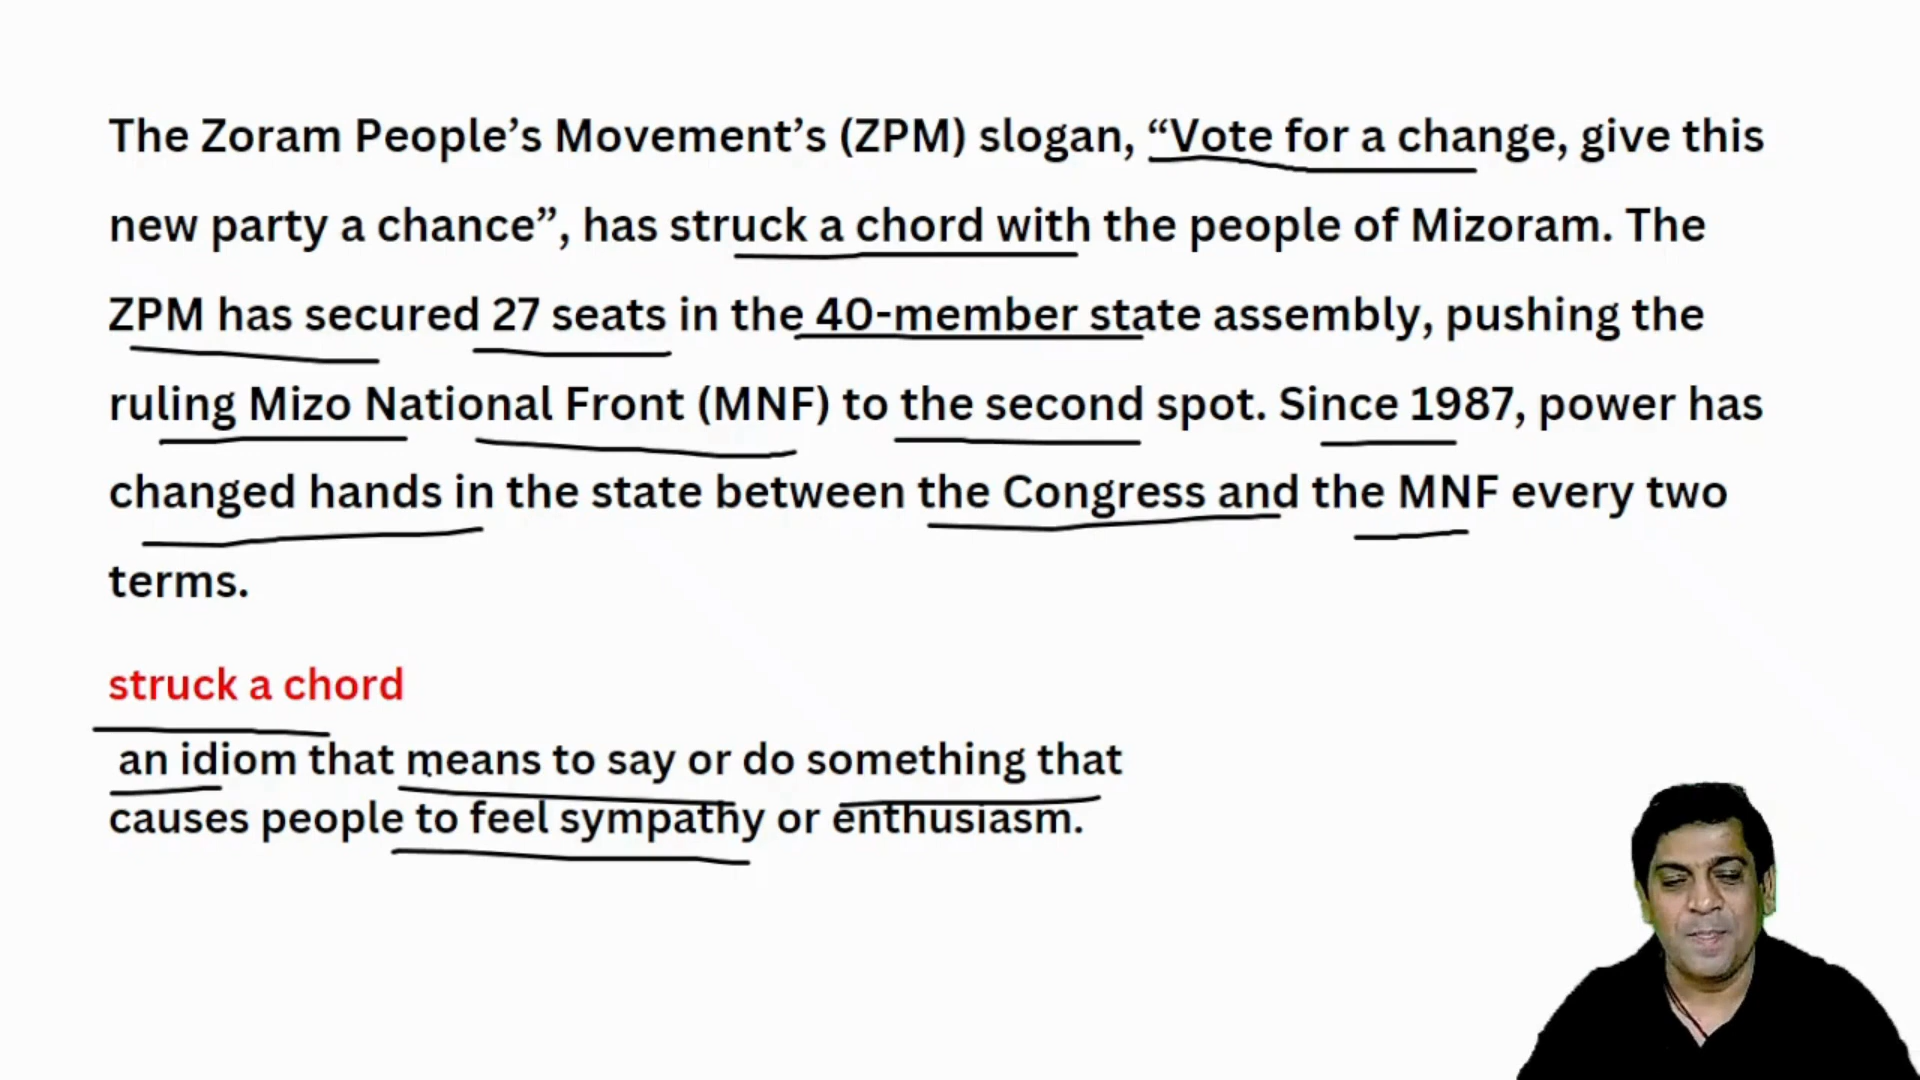 The Zoram People’s Movement’s (ZPM) slogan, “Vote for a change, give this
new party a chance”, has struck a chord with the people of Mizoram. The
ZPM has secured 27 seats in the 40-member state assembly, pushing the
ruling Mizo National Front (MNF) to the second spot. Since 1987, power has
changed hands in the state between the Congress and the MNF every two
terms.
struck a chord
an idiom that means to say or do something that
causes people to feel sympathy or enthusiasm.